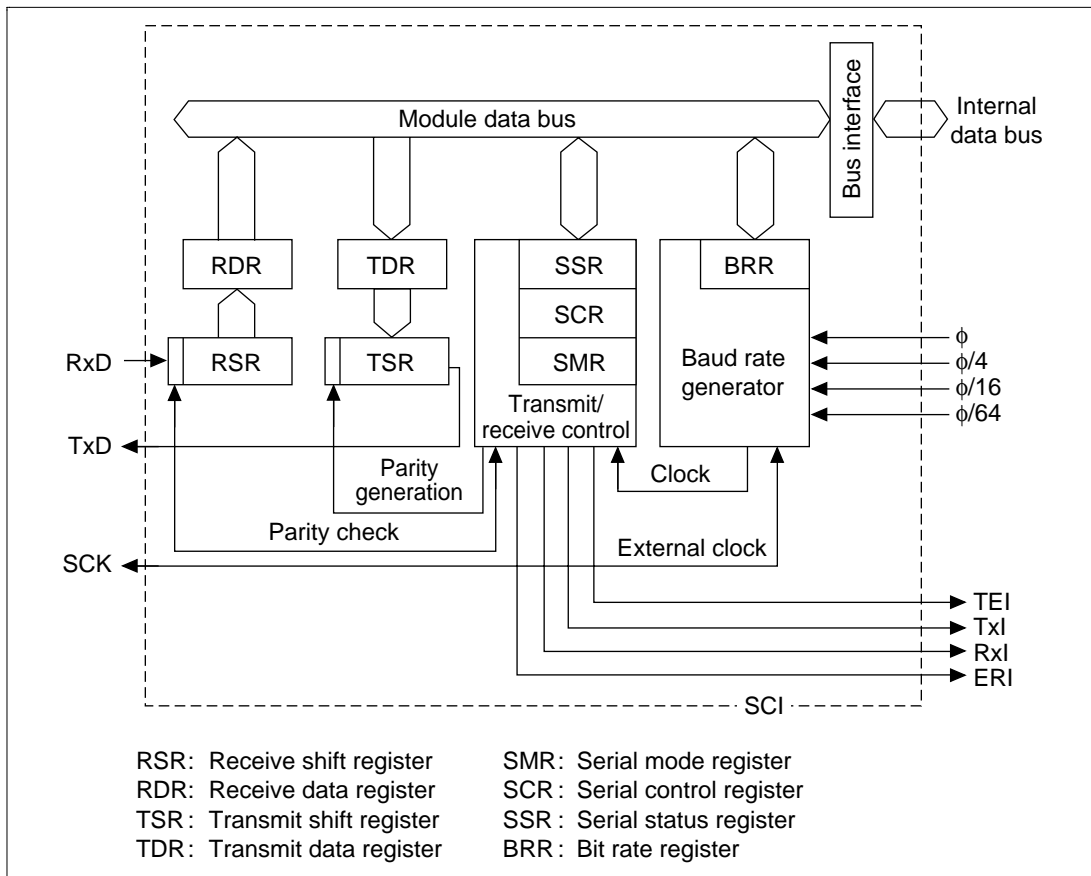 Module data bus
Bus interface
Internal
data bus
RDR
TDR
SSR
BRR
SCR
RxD
RSR
TSR
SMR
Baud rate
generator
ϕ
ϕ/4
ϕ/16
ϕ/64
Transmit/
receive control
TxD
Parity
generation
Clock
Parity check
SCK
External clock
TEI
TxI
RxI
ERI
SCI
RSR: Receive shift register
RDR: Receive data register
TSR: Transmit shift register
TDR: Transmit data register
SMR: Serial mode register
SCR: Serial control register
SSR: Serial status register
BRR: Bit rate register